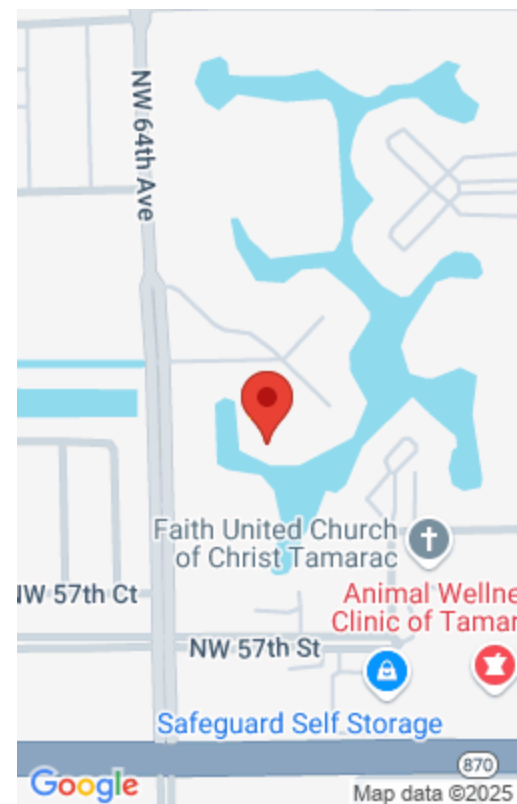 NW 64th Ave
Faith United Church
of Christ Tamarac
NW 57th Ct
Animal Wellne
Clinic of Tamar
NW 57th St
Safeguard Self Storage
870
Google
Map data ©2025